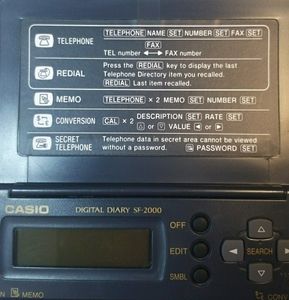 TELEPHONE TELEPHONE NAME SET NUMBER SET FAX SET
FAX
TEL number ↔ FAX number
REDIAL Press the REDIAL key to display the last
Telephone Directory item you recalled.
REDIAL Last item recalled.
MEMO TELEPHONE × 2 MEMO SET NUMBER SET
CONVERSION CAL × 2 DESCRIPTION SET RATE SET
△ or ▽ VALUE ◀ or ▶
SECRET TELEPHONE Telephone data in secret area cannot be viewed
without a password. PASSWORD SET
CASIO DIGITAL DIARY SF-2000 OFF
EDIT SEARCH
SMBL
MEMO